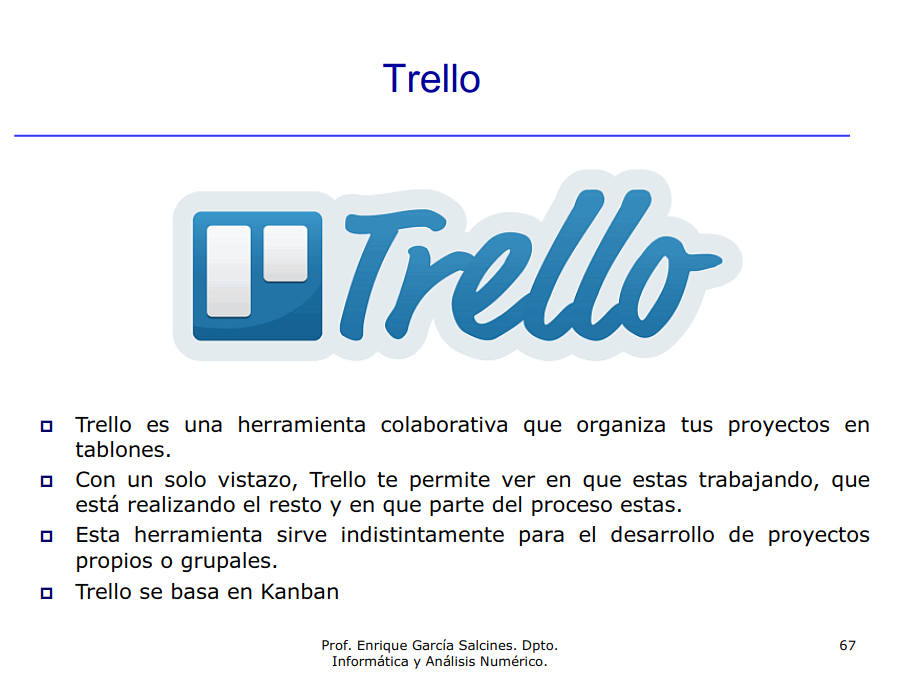 Trello
Trello
Trello es una herramienta colaborativa que organiza tus proyectos en
tablones.
Con un solo vistazo, Trello te permite ver en que estas trabajando, que
está realizando el resto y en que parte del proceso estas.
Esta herramienta sirve indistintamente para el desarrollo de proyectos
propios o grupales.
Trello se basa en Kanban
Prof. Enrique García Salcines. Dpto.
Informática y Análisis Numérico.
67